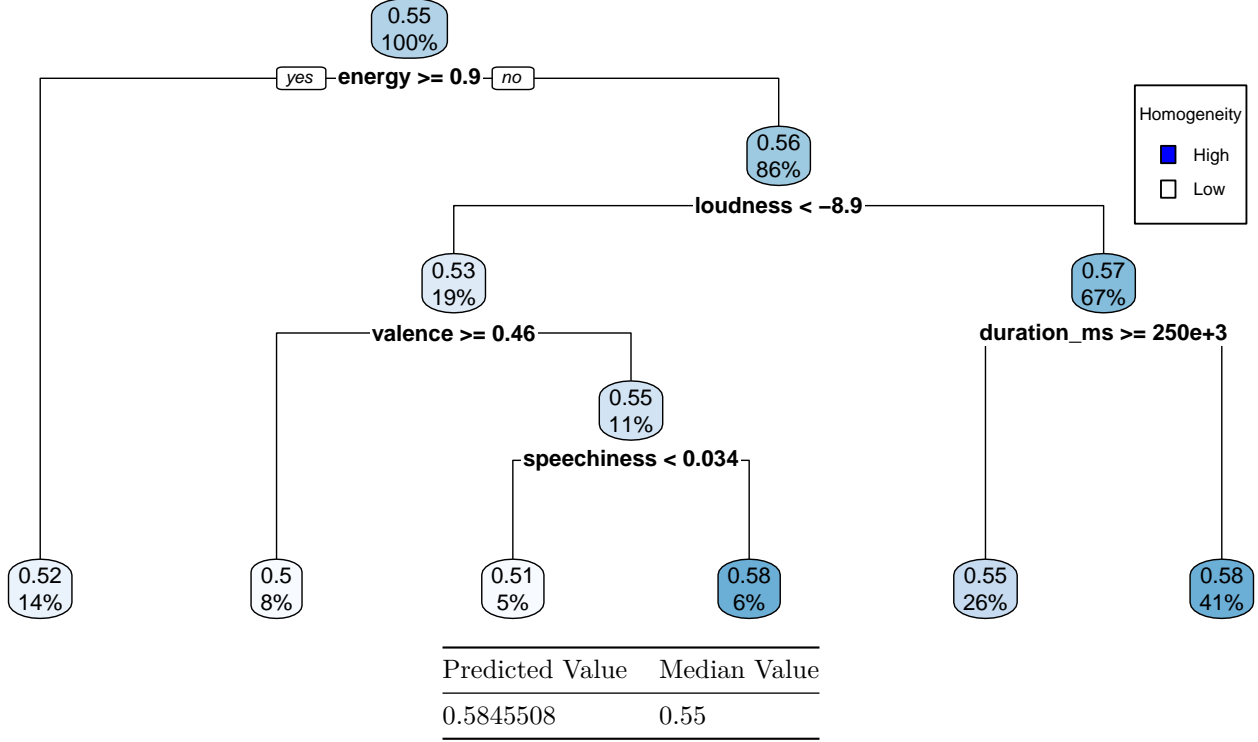 0.55
100%
yes energy >= 0.9 no
0.56
86%
Homogeneity
High
Low
loudness < −8.9
0.53
19%
0.57
67%
valence >= 0.46
duration_ms >= 250e+3
0.55
11%
speechiness < 0.034
0.52
14%
0.5
8%
0.51
5%
0.58
6%
0.55
26%
0.58
41%
Predicted Value Median Value
0.5845508 0.55